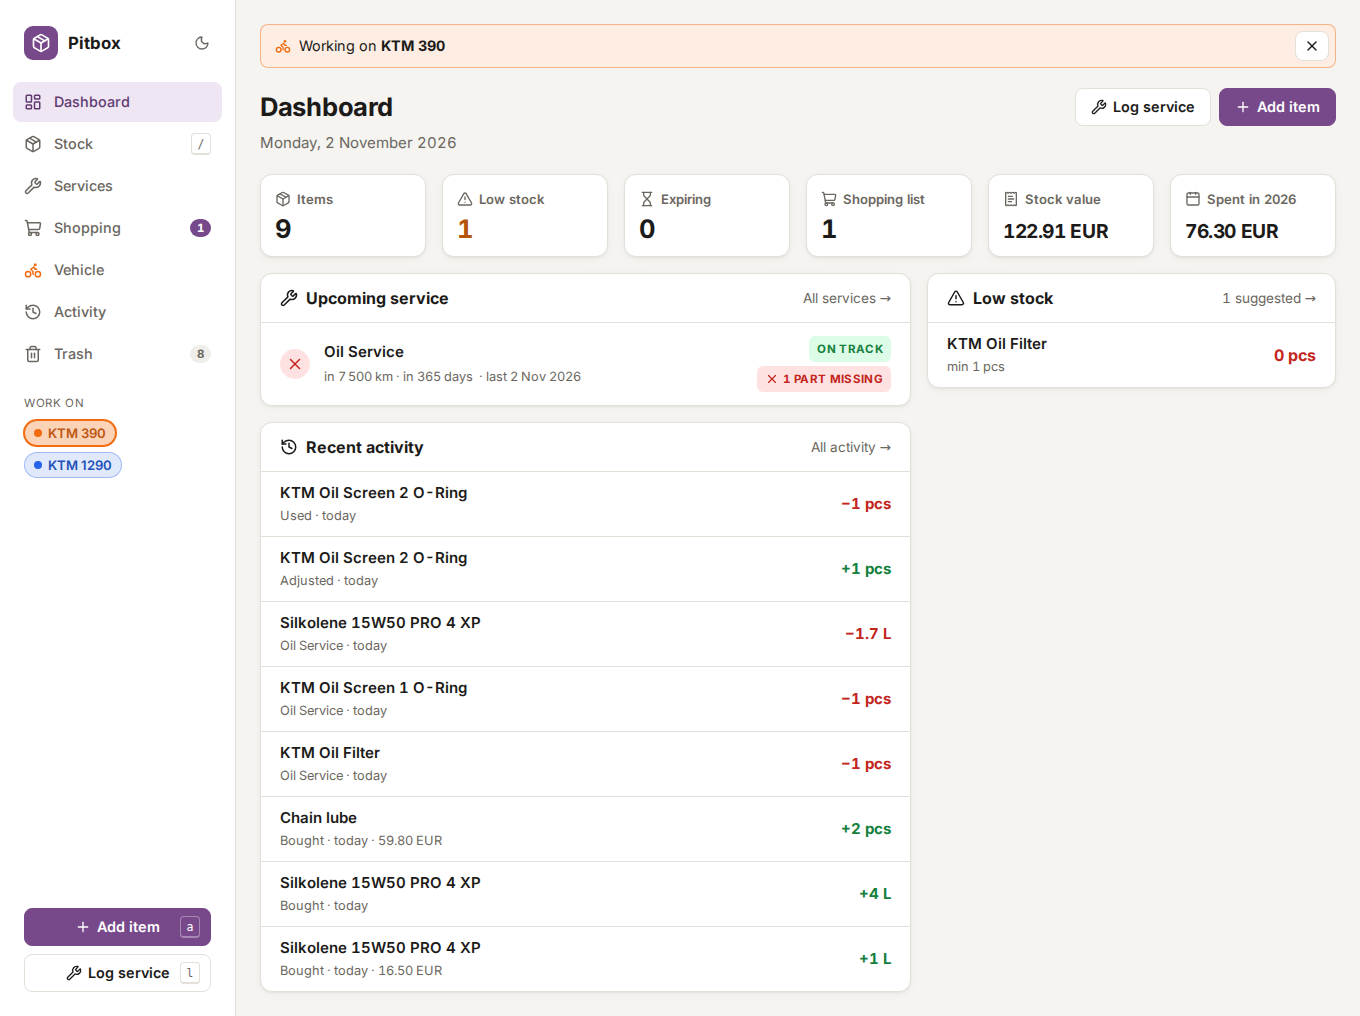 Pitbox
Dashboard
Stock /
Services
Shopping 1
Vehicle
Activity
Trash 8
WORK ON
KTM 390
KTM 1290
+ Add item a
Log service l
Working on KTM 390
Dashboard
Log service
+ Add item
Monday, 2 November 2026
Items
9
Low stock
1
Expiring
0
Shopping list
1
Stock value
122.91 EUR
Spent in 2026
76.30 EUR
Upcoming service
All services →
Oil Service
in 7 500 km · in 365 days · last 2 Nov 2026
ON TRACK
1 PART MISSING
Low stock
1 suggested →
KTM Oil Filter
min 1 pcs
0 pcs
Recent activity
All activity →
KTM Oil Screen 2 O-Ring
Used · today
−1 pcs
KTM Oil Screen 2 O-Ring
Adjusted · today
+1 pcs
Silkolene 15W50 PRO 4 XP
Oil Service · today
−1.7 L
KTM Oil Screen 1 O-Ring
Oil Service · today
−1 pcs
KTM Oil Filter
Oil Service · today
−1 pcs
Chain lube
Bought · today · 59.80 EUR
+2 pcs
Silkolene 15W50 PRO 4 XP
Bought · today
+4 L
Silkolene 15W50 PRO 4 XP
Bought · today · 16.50 EUR
+1 L